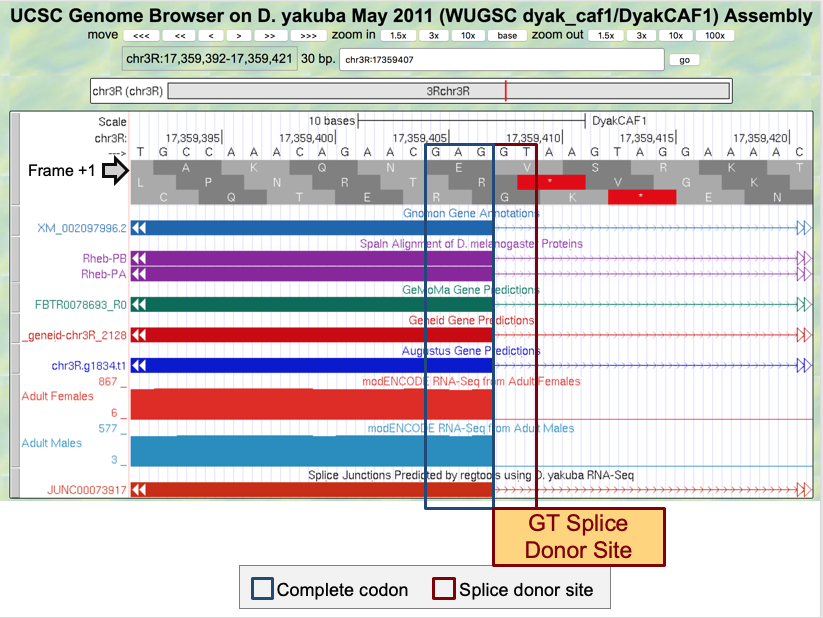 UCSC Genome Browser on D. yakuba May 2011 (WUGSC dyak_caf1/DyakCAF1) Assembly
move <<< << < > >> >>> zoom in 1.5x 3x 10x base zoom out 1.5x 3x 10x 100x
chr3R:17,359,392-17,359,421 30 bp. chr3R:17359407 go
chr3R (chr3R) 3Rchr3R
Scale 10 bases DyakCAF1
chr3R: 17,359,395 17,359,400 17,359,405 17,359,410 17,359,415 17,359,420
---> T G C C A A A C A G A A C G A G G T A A G T A G G A A A C
Frame +1 A K Q N E V S R K T
L P N R T R * V G K
C Q T E R G K * E N
Gnomon Gene Annotations
XM_002097996.2
Spaln Alignment of D. melanogaster Proteins
Rheb-PB
Rheb-PA
GeMoMa Gene Predictions
FBTR0078693_R0
Geneid Gene Predictions
_geneid-chr3R_2128
Augustus Gene Predictions
chr3R.g1834.t1
867 _ modENCODE RNA-Seq from Adult Females
Adult Females
6 _
577 _ modENCODE RNA-Seq from Adult Males
Adult Males
3 _
Splice Junctions Predicted by regtools using D. yakuba RNA-Seq
JUNC00073917
GT Splice
Donor Site
Complete codon Splice donor site